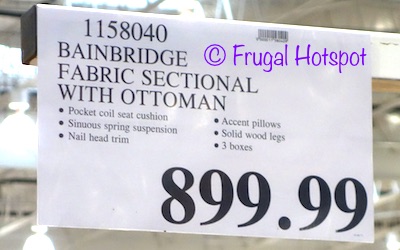 1158040
BAINBRIDGE
© Frugal Hotspot
FABRIC SECTIONAL
WITH OTTOMAN
• Pocket coil seat cushion
• Sinuous spring suspension
• Nail head trim
• Accent pillows
• Solid wood legs
• 3 boxes
899.99